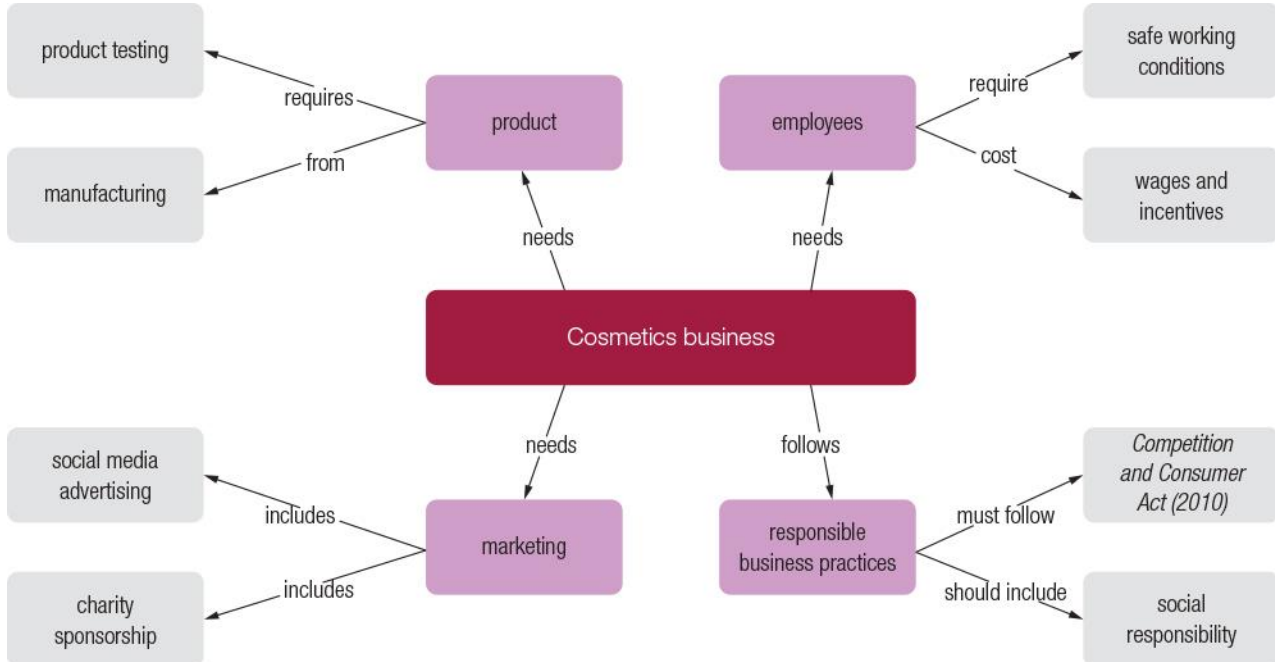 product testing
requires
product
from
manufacturing
employees
require
safe working
conditions
cost
wages and
incentives
needs
needs
Cosmetics business
needs
follows
social media
advertising
includes
marketing
includes
charity
sponsorship
responsible
business practices
must follow
Competition
and Consumer
Act (2010)
should include
social
responsibility